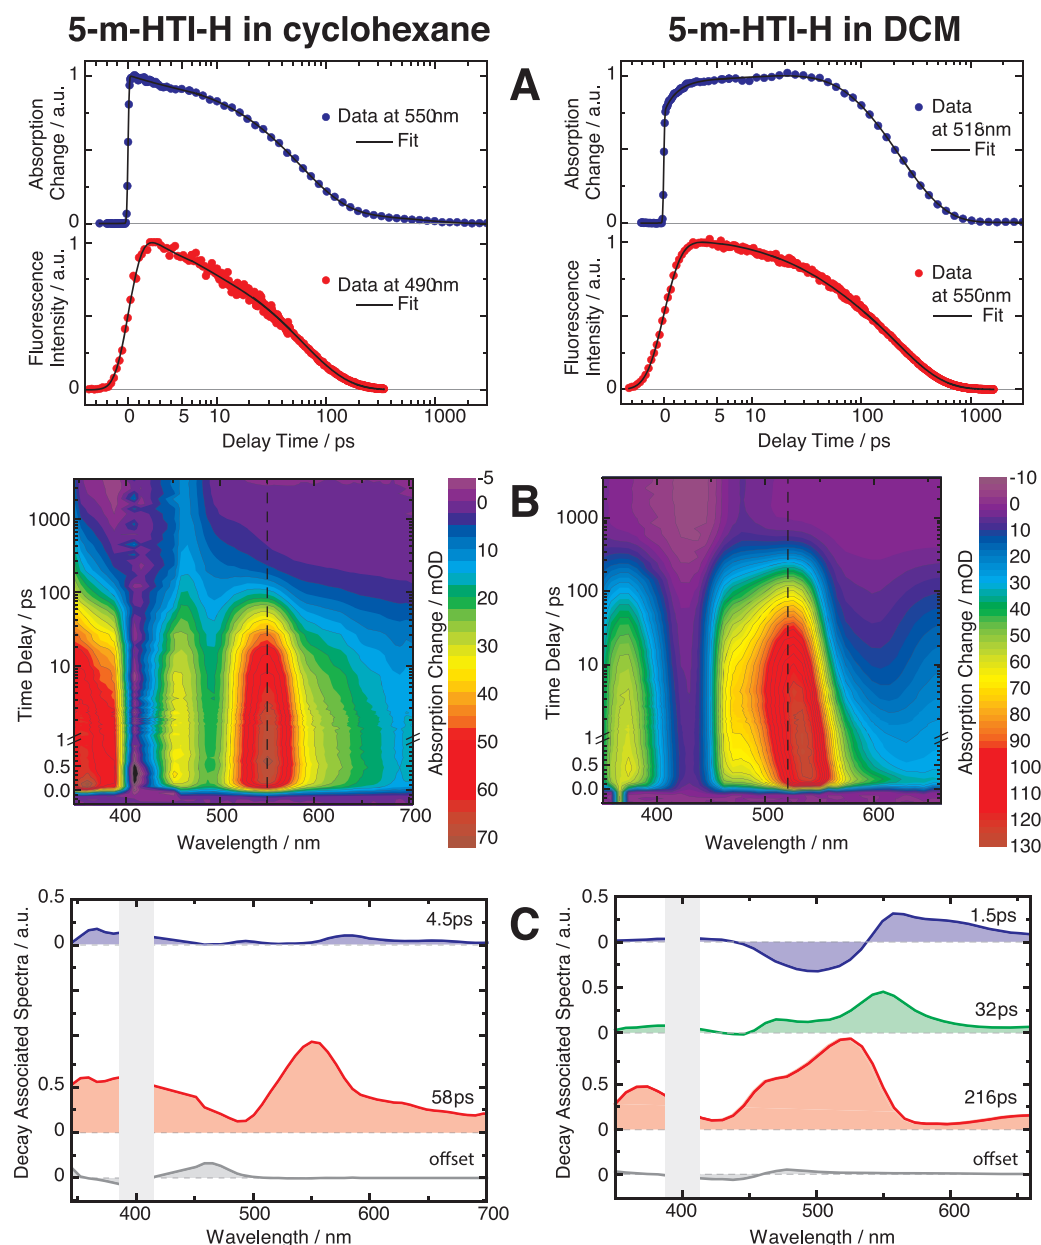 5-m-HTI-H in cyclohexane
5-m-HTI-H in DCM
A
Absorption
Change / a.u.
1
0
Data at 550nm
Fit
Fluorescence
Intensity / a.u.
1
0
Data at 490nm
Fit
0 5 10 100 1000
Delay Time / ps
Absorption
Change / a.u.
1
0
Data
at 518nm
Fit
Fluorescence
Intensity / a.u.
1
0
Data
at 550nm
Fit
0 5 10 100 1000
Delay Time / ps
B
Time Delay / ps
1000
100
10
1
0.5
0.0
400 500 600 700
Wavelength / nm
Absorption Change / mOD
-5
0
10
20
30
40
50
60
70
Time Delay / ps
1000
100
10
1
0.5
0.0
400 500 600
Wavelength / nm
Absorption Change / mOD
-10
0
10
20
30
40
50
60
70
80
90
100
110
120
130
C
Decay Associated Spectra / a.u.
0.5
0
0.5
0
0
4.5ps
58ps
offset
400 500 600 700
Wavelength / nm
Decay Associated Spectra / a.u.
0.5
0
0
0.5
0
0
1.5ps
32ps
216ps
offset
400 500 600
Wavelength / nm